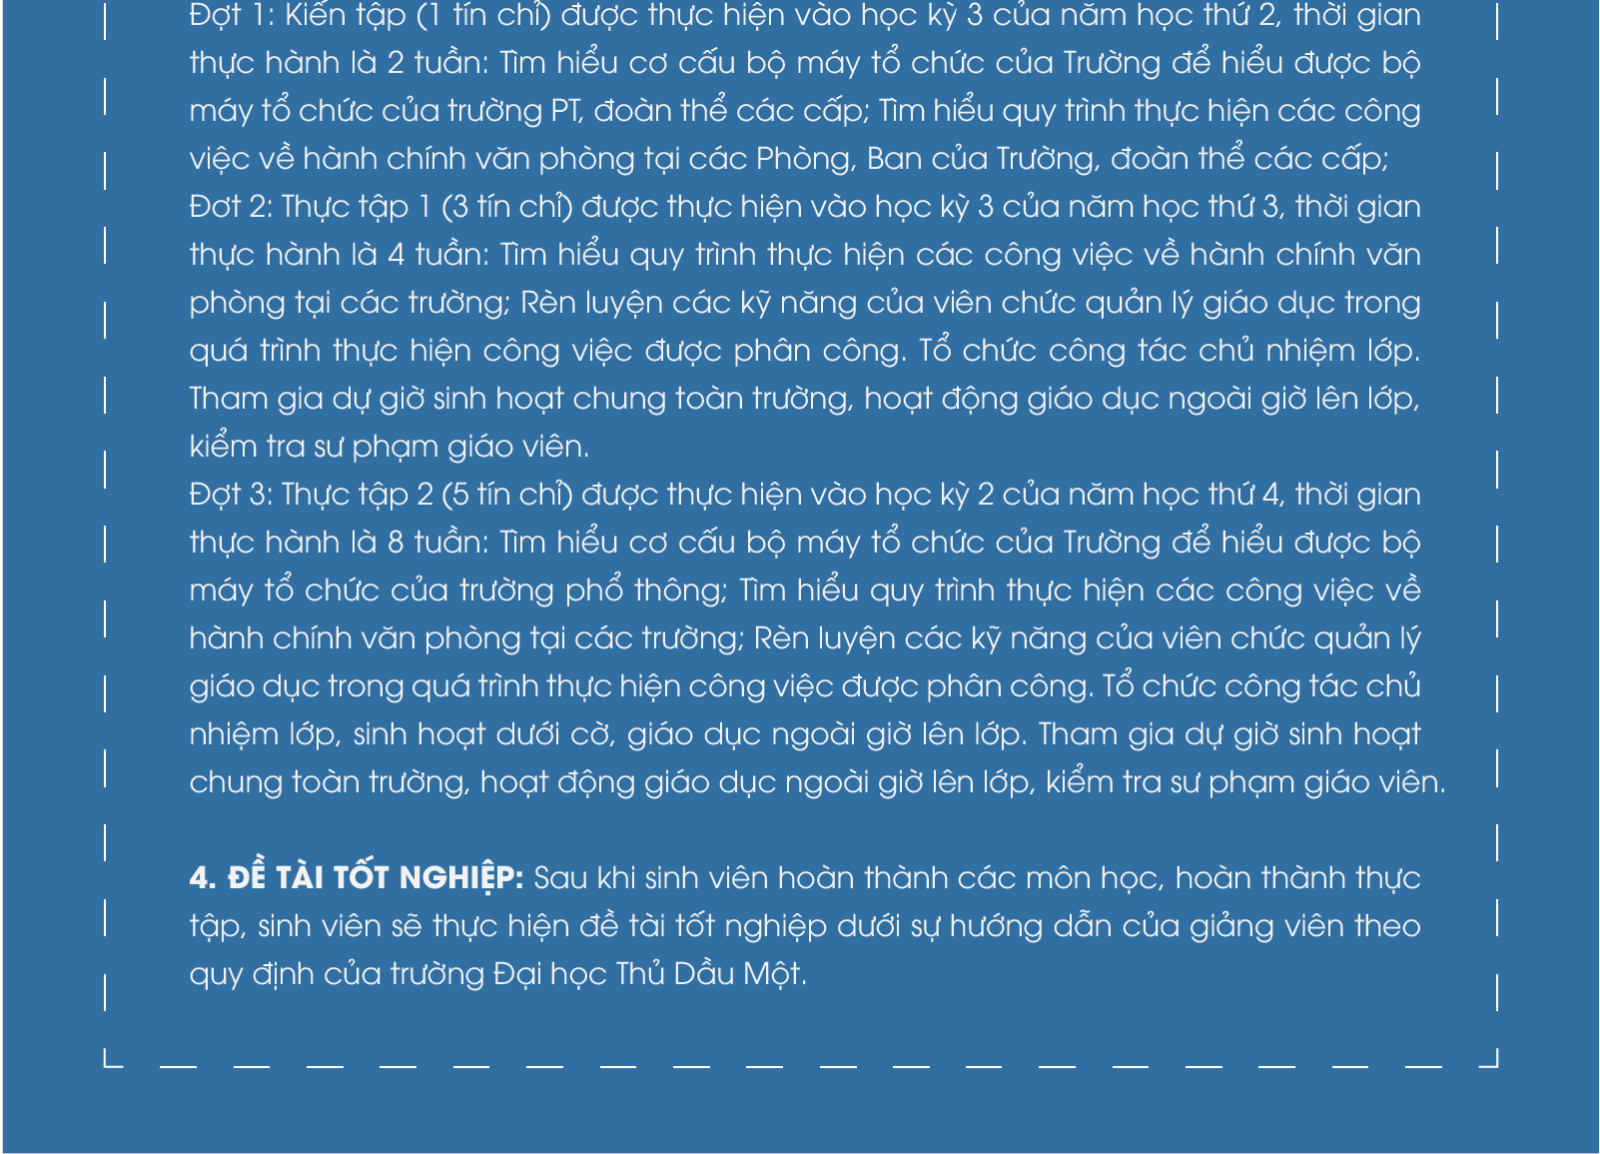 Đợt 1: Kiến tập (1 tín chỉ) được thực hiện vào học kỳ 3 của năm học thứ 2, thời gian
thực hành là 2 tuần: Tìm hiểu cơ cấu bộ máy tổ chức của Trường để hiểu được bộ
máy tổ chức của trường PT, đoàn thể các cấp; Tìm hiểu quy trình thực hiện các công
việc về hành chính văn phòng tại các Phòng, Ban của Trường, đoàn thể các cấp;
Đơt 2: Thực tập 1 (3 tín chỉ) được thực hiện vào học kỳ 3 của năm học thứ 3, thời gian
thực hành là 4 tuần: Tìm hiểu quy trình thực hiện các công việc về hành chính văn
phòng tại các trường; Rèn luyện các kỹ năng của viên chức quản lý giáo dục trong
quá trình thực hiện công việc được phân công. Tổ chức công tác chủ nhiệm lớp.
Tham gia dự giờ sinh hoạt chung toàn trường, hoạt động giáo dục ngoài giờ lên lớp,
kiểm tra sư phạm giáo viên.
Đợt 3: Thực tập 2 (5 tín chỉ) được thực hiện vào học kỳ 2 của năm học thứ 4, thời gian
thực hành là 8 tuần: Tìm hiểu cơ cấu bộ máy tổ chức của Trường để hiểu được bộ
máy tổ chức của trường phổ thông; Tìm hiểu quy trình thực hiện các công việc về
hành chính văn phòng tại các trường; Rèn luyện các kỹ năng của viên chức quản lý
giáo dục trong quá trình thực hiện công việc được phân công. Tổ chức công tác chủ
nhiệm lớp, sinh hoạt dưới cờ, giáo dục ngoài giờ lên lớp. Tham gia dự giờ sinh hoạt
chung toàn trường, hoạt động giáo dục ngoài giờ lên lớp, kiểm tra sư phạm giáo viên.
4. ĐỀ TÀI TỐT NGHIỆP: Sau khi sinh viên hoàn thành các môn học, hoàn thành thực
tập, sinh viên sẽ thực hiện đề tài tốt nghiệp dưới sự hướng dẫn của giảng viên theo
quy định của trường Đại học Thủ Dầu Một.